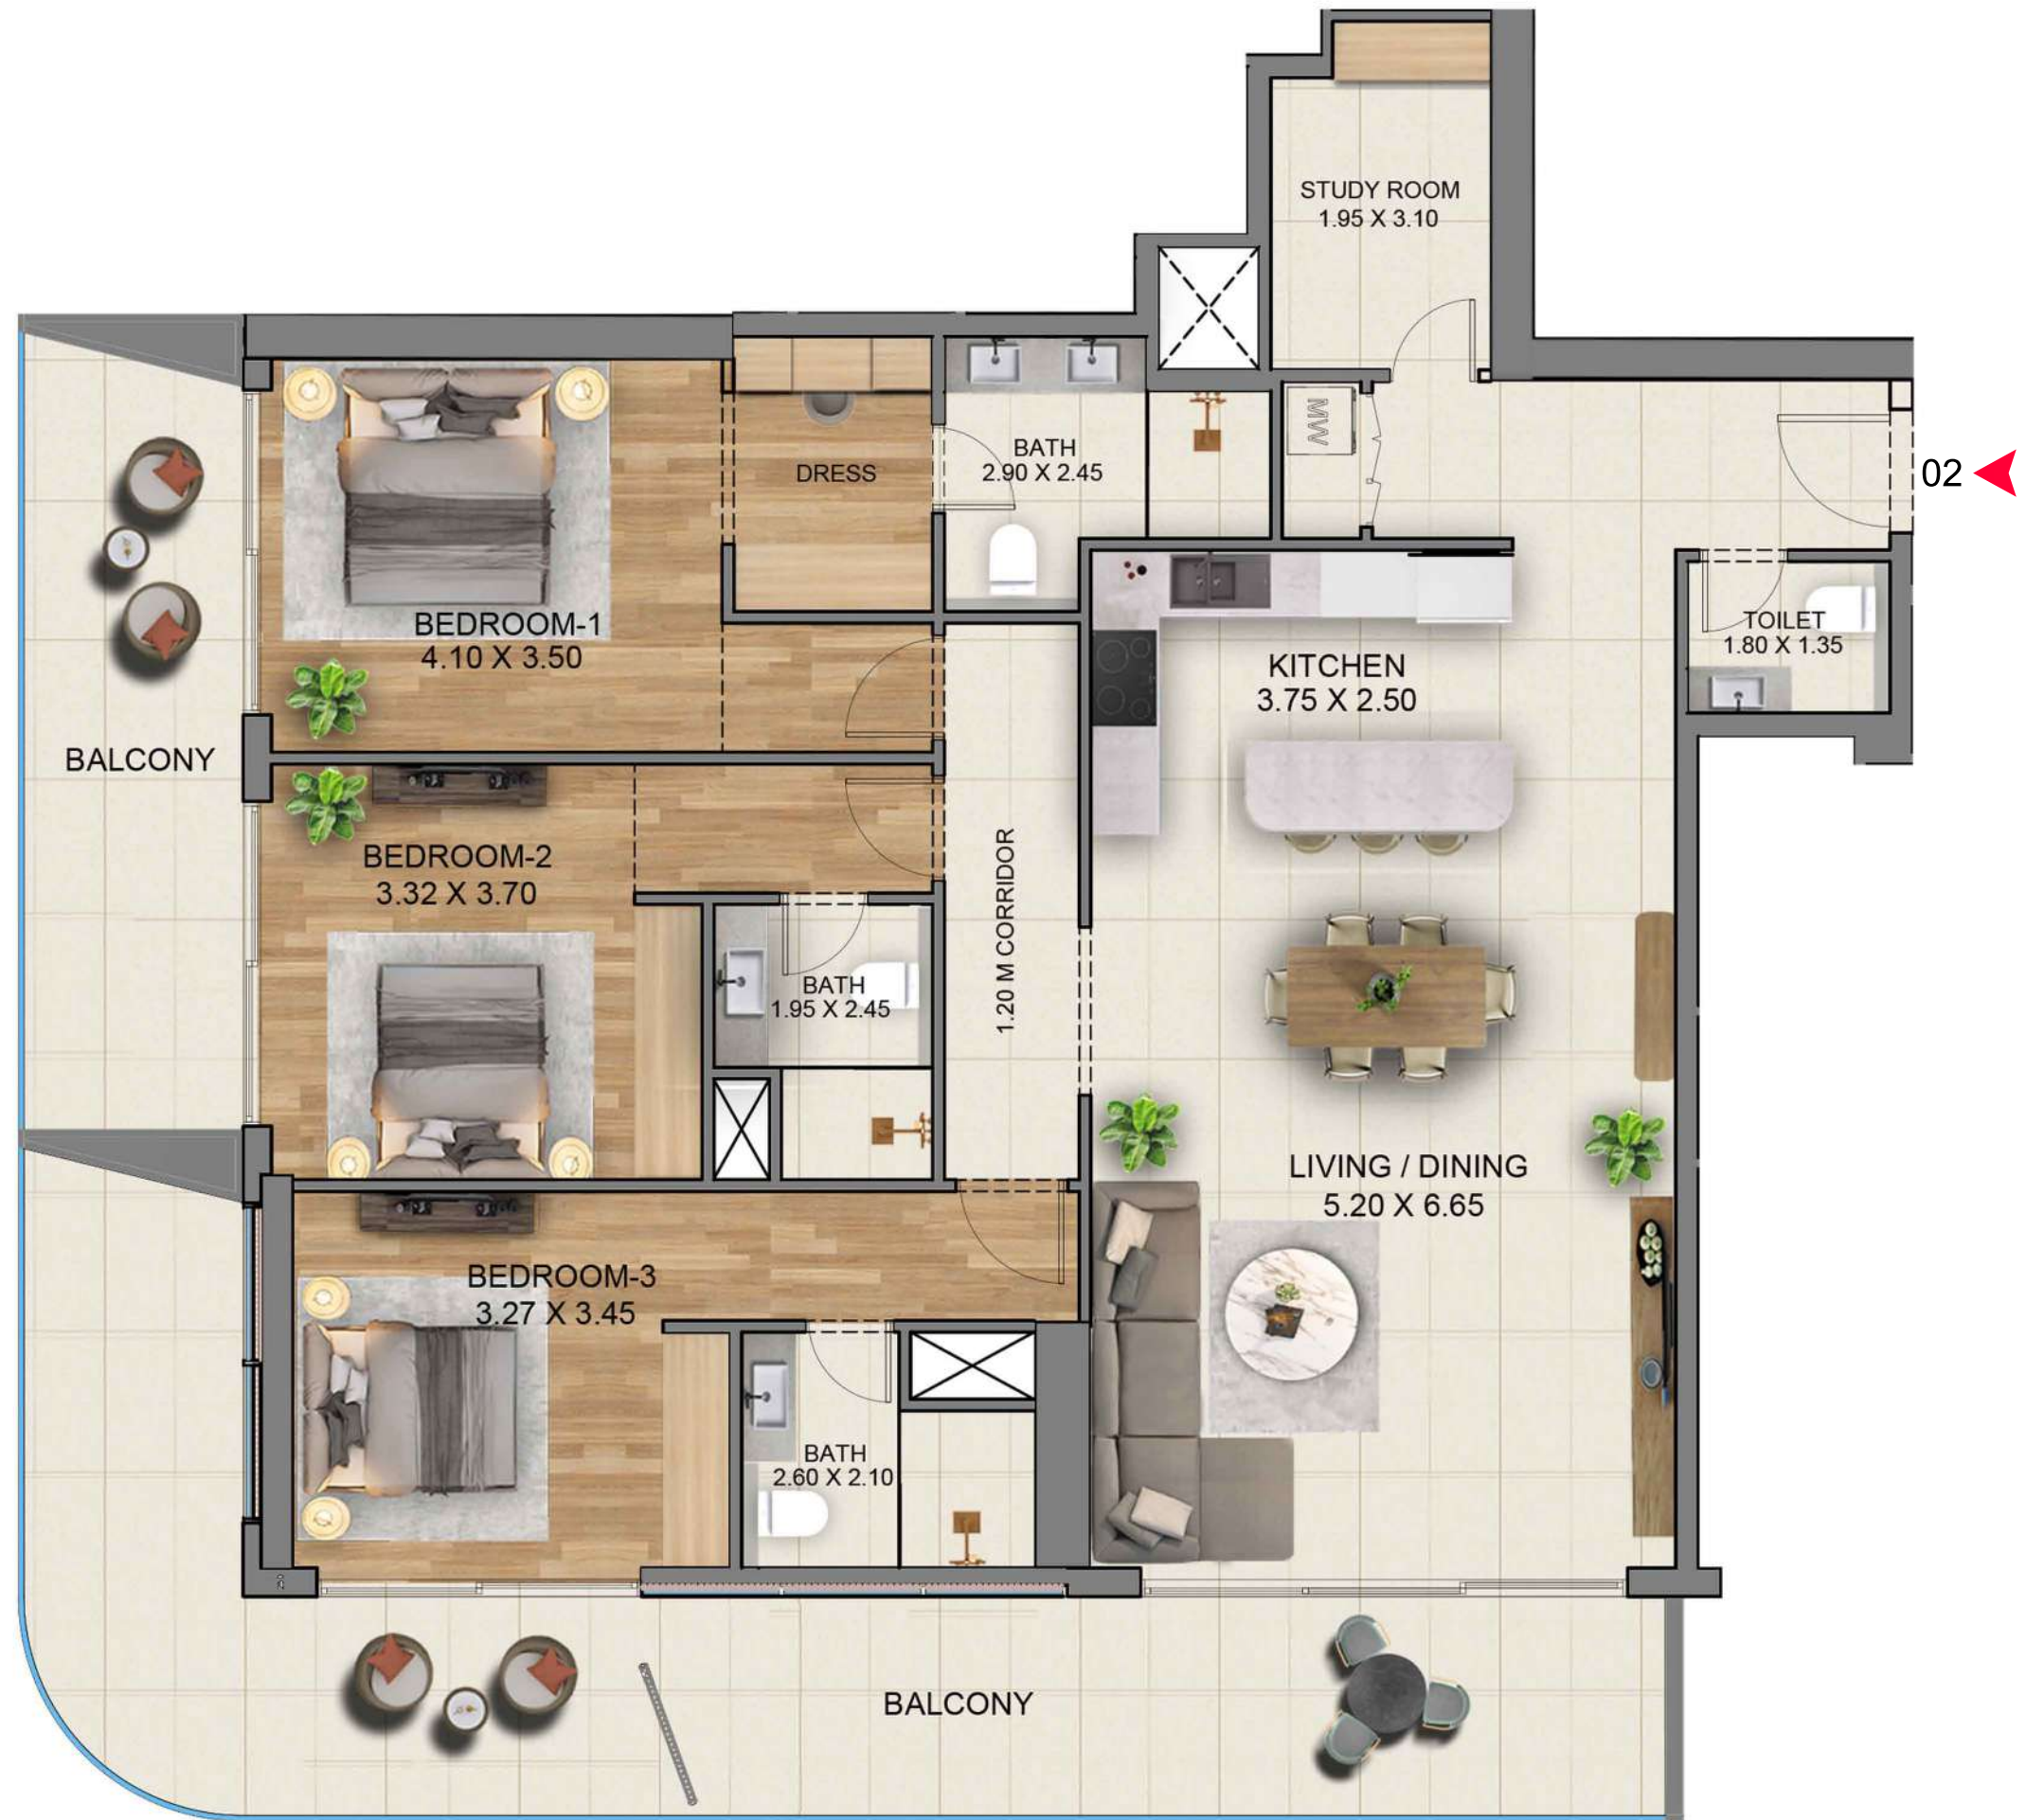 STUDY ROOM
1.95 X 3.10
MW
02
BATH
2.90 X 2.45
DRESS
BEDROOM-1
4.10 X 3.50
TOILET
1.80 X 1.35
KITCHEN
3.75 X 2.50
BALCONY
BEDROOM-2
3.32 X 3.70
1.20 M CORRIDOR
BATH
1.95 X 2.45
LIVING / DINING
5.20 X 6.65
BEDROOM-3
3.27 X 3.45
BATH
2.60 X 2.10
BALCONY